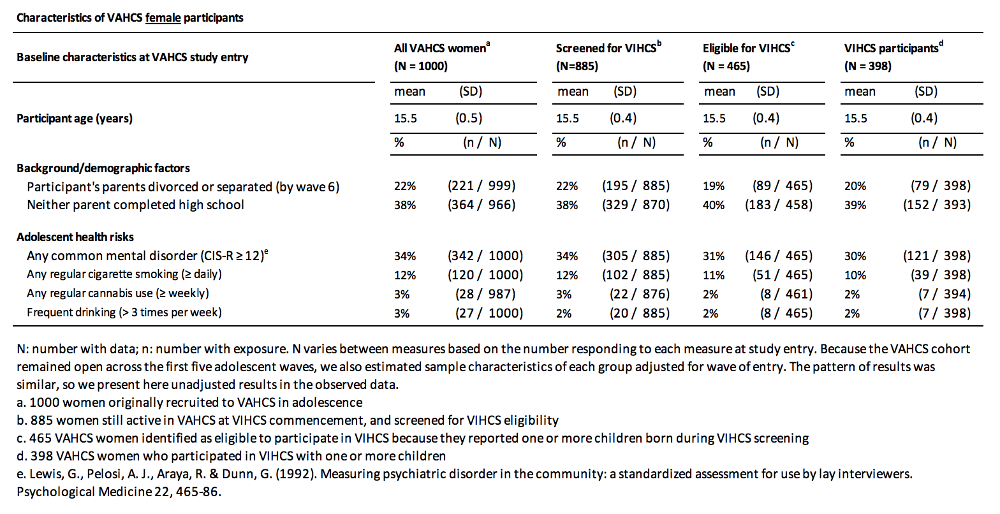 Characteristics of VAHCS female participants
Baseline characteristics at VAHCS study entry All VAHCS womenᵃ (N = 1000) Screened for VIHCSᵇ (N=885) Eligible for VIHCSᶜ (N = 465) VIHCS participantsᵈ (N = 398)
mean (SD) mean (SD) mean (SD) mean (SD)
Participant age (years) 15.5 (0.5) 15.5 (0.4) 15.5 (0.4) 15.5 (0.4)
% (n / N) % (n / N) % (n / N) % (n / N)
Background/demographic factors
Participant's parents divorced or separated (by wave 6) 22% (221 / 999) 22% (195 / 885) 19% (89 / 465) 20% (79 / 398)
Neither parent completed high school 38% (364 / 966) 38% (329 / 870) 40% (183 / 458) 39% (152 / 393)
Adolescent health risks
Any common mental disorder (CIS-R ≥ 12)ᵉ 34% (342 / 1000) 34% (305 / 885) 31% (146 / 465) 30% (121 / 398)
Any regular cigarette smoking (≥ daily) 12% (120 / 1000) 12% (102 / 885) 11% (51 / 465) 10% (39 / 398)
Any regular cannabis use (≥ weekly) 3% (28 / 987) 3% (22 / 876) 2% (8 / 461) 2% (7 / 394)
Frequent drinking (> 3 times per week) 3% (27 / 1000) 2% (20 / 885) 2% (8 / 465) 2% (7 / 398)
N: number with data; n: number with exposure. N varies between measures based on the number responding to each measure at study entry. Because the VAHCS cohort
remained open across the first five adolescent waves, we also estimated sample characteristics of each group adjusted for wave of entry. The pattern of results was
similar, so we present here unadjusted results in the observed data.
a. 1000 women originally recruited to VAHCS in adolescence
b. 885 women still active in VAHCS at VIHCS commencement, and screened for VIHCS eligibility
c. 465 VAHCS women identified as eligible to participate in VIHCS because they reported one or more children born during VIHCS screening
d. 398 VAHCS women who participated in VIHCS with one or more children
e. Lewis, G., Pelosi, A. J., Araya, R. & Dunn, G. (1992). Measuring psychiatric disorder in the community: a standardized assessment for use by lay interviewers.
Psychological Medicine 22, 465-86.